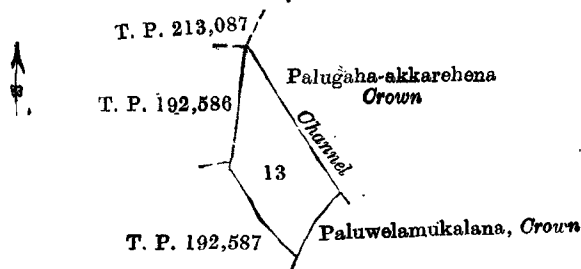 T. P. 213,087
Palugaha-akkarehena
Crown
T. P. 192,586
Channel
13
T. P. 192,587
Paluwelamukalana, Crown